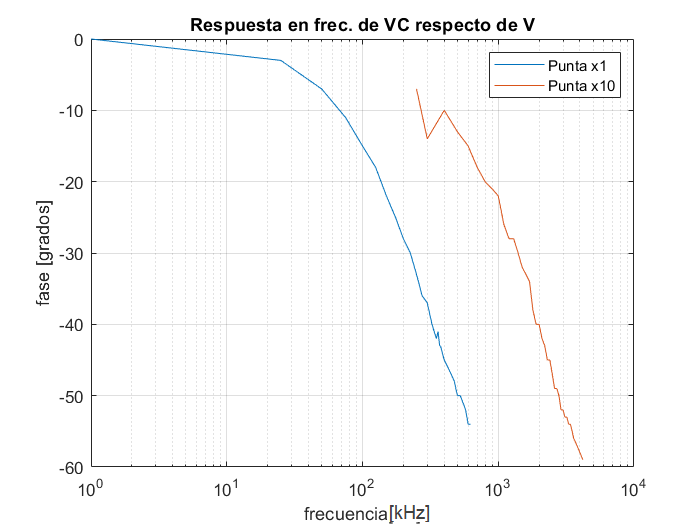 Respuesta en frec. de VC respecto de V
Punta x1
Punta x10
0
-10
-20
-30
-40
-50
-60
fase [grados]
10^0
10^1
10^2
10^3
10^4
frecuencia[kHz]